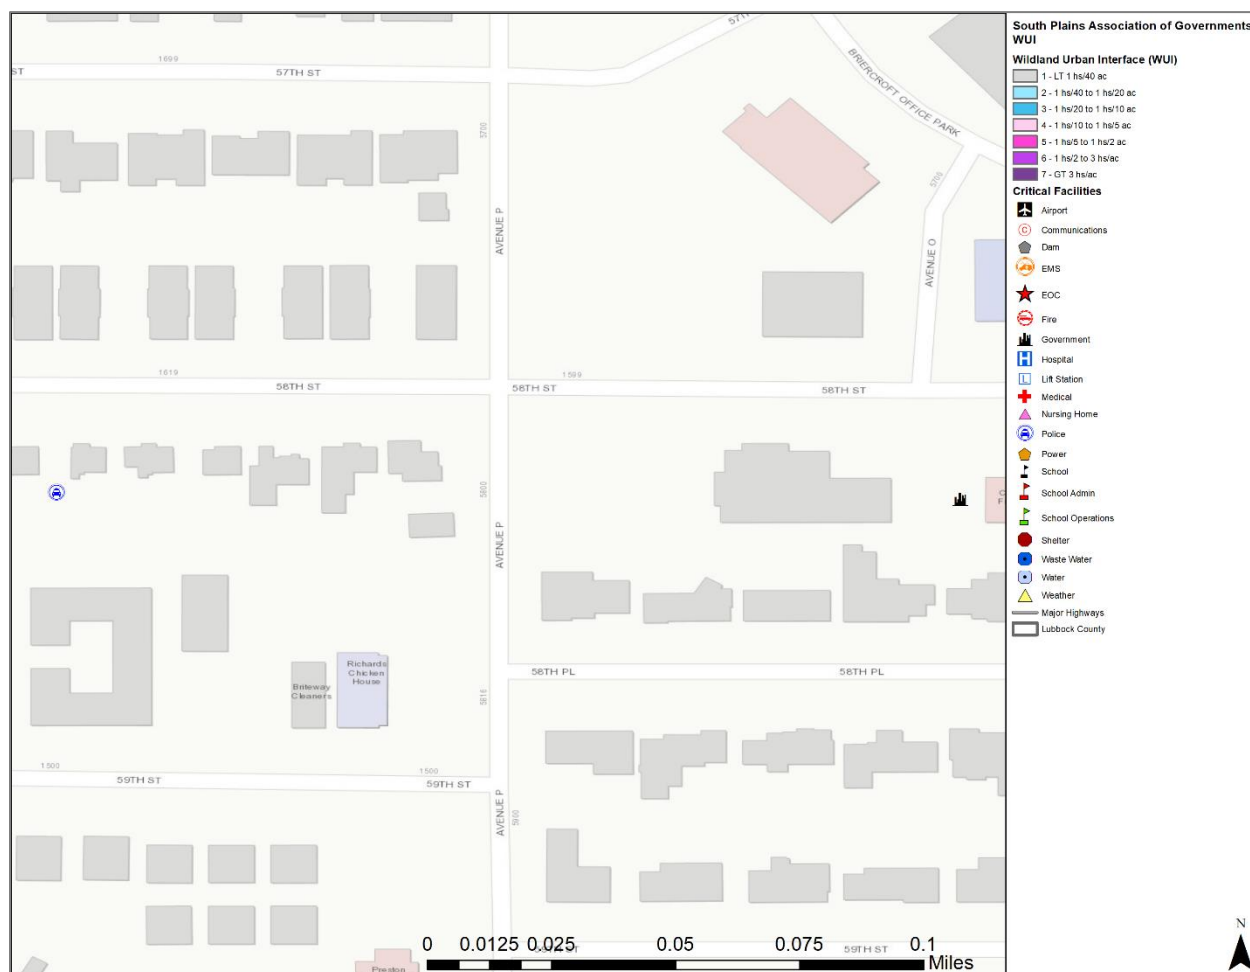 57TH
1699
ST
57TH ST
BRIERCROFT OFFICE PARK
5700
AVENUE P
5700
AVENUE O
1619
1599
58TH ST
58TH ST
58TH ST
5800
AVENUE P
Richards
Chicken
House
Briteway
Cleaners
58TH PL
58TH PL
5816
1500
1500
59TH ST
59TH ST
AVENUE P
5900
59TH ST
Preston
0 0.0125 0.025 0.05 0.075 0.1
Miles
South Plains Association of Governments
WUI
Wildland Urban Interface (WUI)
1 - LT 1 hs/40 ac
2 - 1 hs/40 to 1 hs/20 ac
3 - 1 hs/20 to 1 hs/10 ac
4 - 1 hs/10 to 1 hs/5 ac
5 - 1 hs/5 to 1 hs/2 ac
6 - 1 hs/2 to 3 hs/ac
7 - GT 3 hs/ac
Critical Facilities
Airport
C Communications
Dam
EMS
EOC
Fire
Government
H Hospital
L Lift Station
Medical
Nursing Home
Police
Power
School
School Admin
School Operations
Shelter
Waste Water
Water
Weather
Major Highways
Lubbock County
N